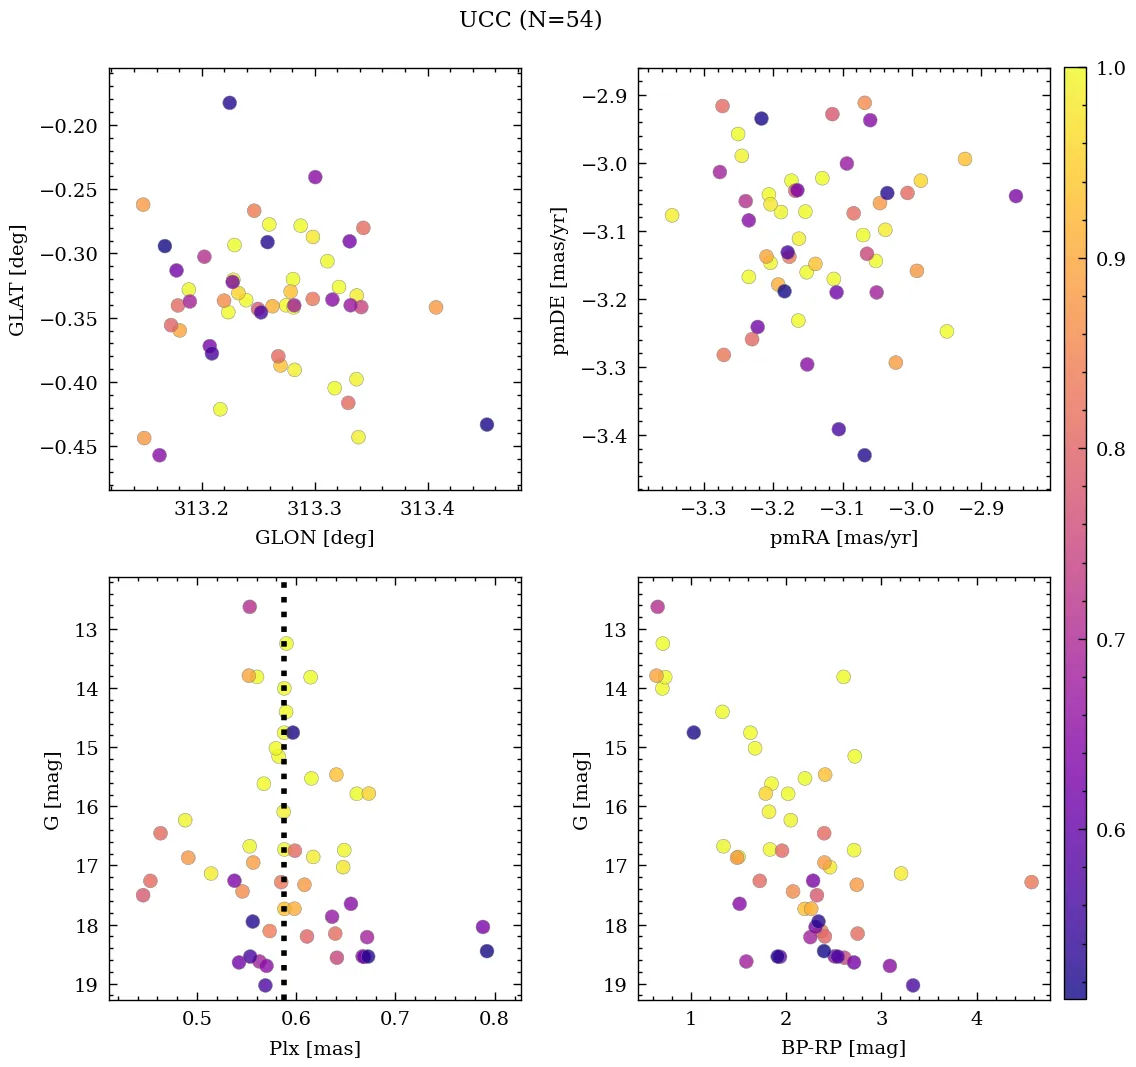 UCC (N=54)
−0.20
−0.25
−0.30
−0.35
−0.40
−0.45
GLAT [deg]
313.2 313.3 313.4
GLON [deg]
−2.9
−3.0
−3.1
−3.2
−3.3
−3.4
pmDE [mas/yr]
−3.3 −3.2 −3.1 −3.0 −2.9
pmRA [mas/yr]
1.0
0.9
0.8
0.7
0.6
13
14
15
16
17
18
19
G [mag]
0.5 0.6 0.7 0.8
Plx [mas]
13
14
15
16
17
18
19
G [mag]
1 2 3 4
BP-RP [mag]